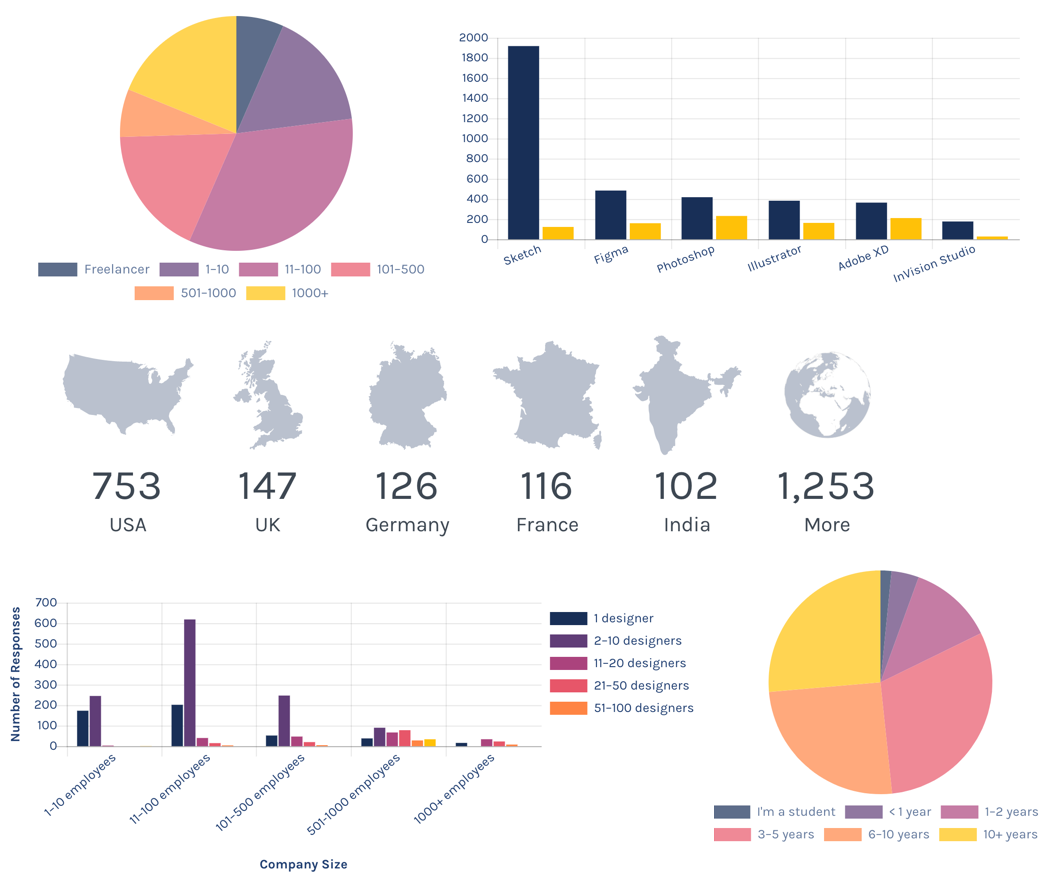 2000
1800
1600
1400
1200
1000
800
600
400
200
0
Sketch Figma Photoshop Illustrator Adobe XD InVision Studio
Freelancer 1–10 11–100 101–500
501–1000 1000+
753 147 126 116 102 1,253
USA UK Germany France India More
Number of Responses
700
600
500
400
300
200
100
0
1–10 employees 11–100 employees 101–500 employees 501–1000 employees 1000+ employees
Company Size
1 designer
2–10 designers
11–20 designers
21–50 designers
51–100 designers
I'm a student < 1 year 1–2 years
3–5 years 6–10 years 10+ years